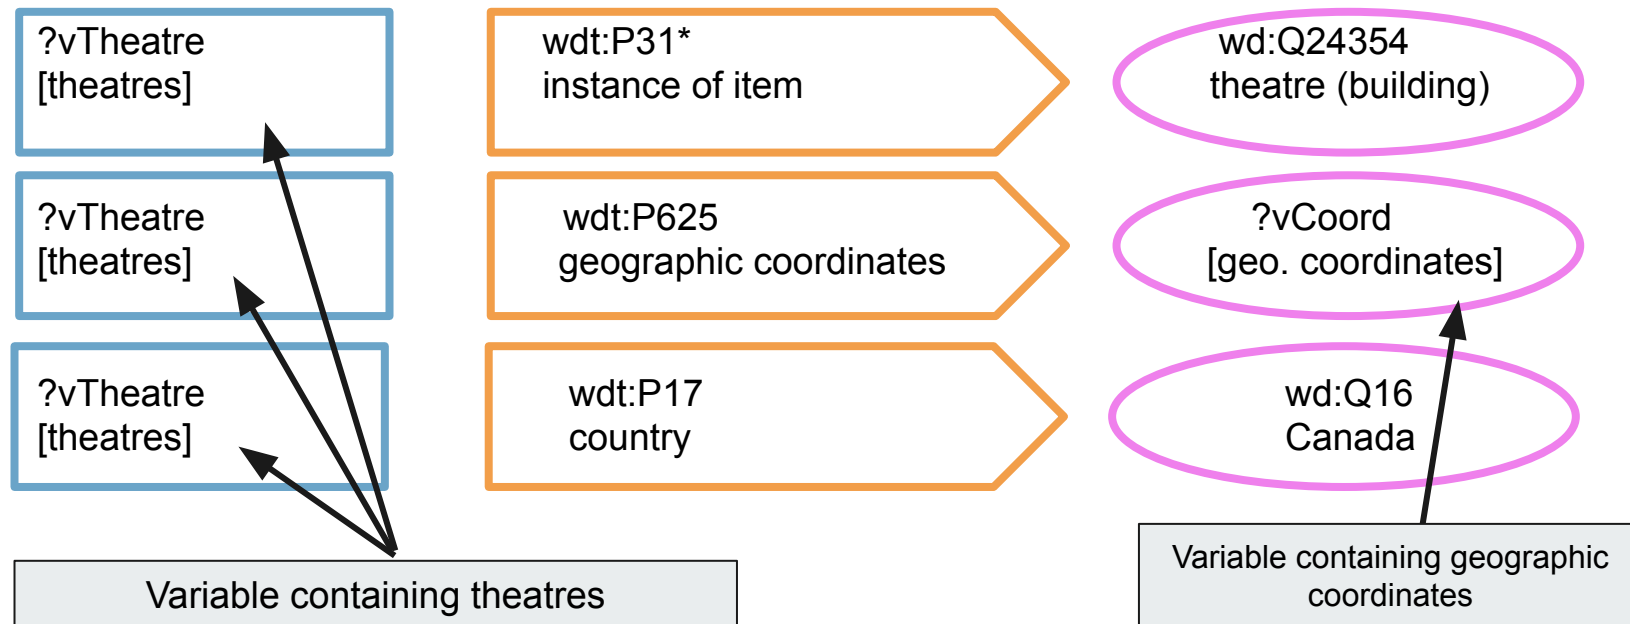 ?vTheatre
[theatres]
wdt:P31*
instance of item
wd:Q24354
theatre (building)
?vTheatre
[theatres]
wdt:P625
geographic coordinates
?vCoord
[geo. coordinates]
?vTheatre
[theatres]
wdt:P17
country
wd:Q16
Canada
Variable containing theatres
Variable containing geographic
coordinates